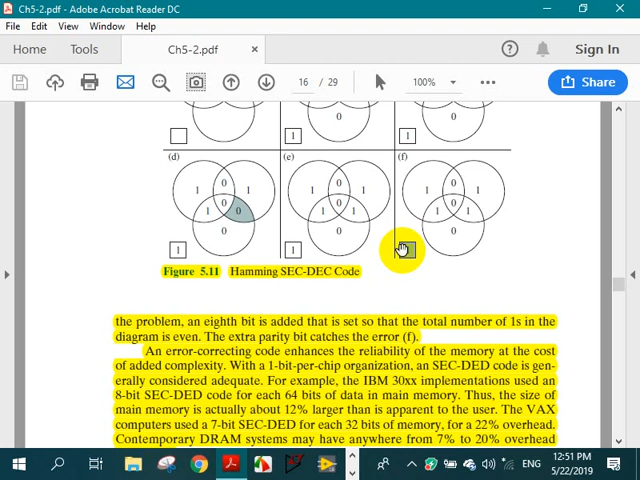 Ch5-2.pdf - Adobe Acrobat Reader DC
File Edit View Window Help
Home Tools Ch5-2.pdf × Sign In
16 / 29 100% Share
0 0 0
1 1
(d) (e) (f)
0 0 0
1 1 1 1 1 1
0 0 0
1 0 1 1 1 1
0 0 0
1 1
Figure 5.11 Hamming SEC-DEC Code
the problem, an eighth bit is added that is set so that the total number of 1s in the
diagram is even. The extra parity bit catches the error (f).
An error-correcting code enhances the reliability of the memory at the cost
of added complexity. With a 1-bit-per-chip organization, an SEC-DED code is gen-
erally considered adequate. For example, the IBM 30xx implementations used an
8-bit SEC-DED code for each 64 bits of data in main memory. Thus, the size of
main memory is actually about 12% larger than is apparent to the user. The VAX
computers used a 7-bit SEC-DED for each 32 bits of memory, for a 22% overhead.
Contemporary DRAM systems may have anywhere from 7% to 20% overhead
ENG
12:51 PM
5/22/2019